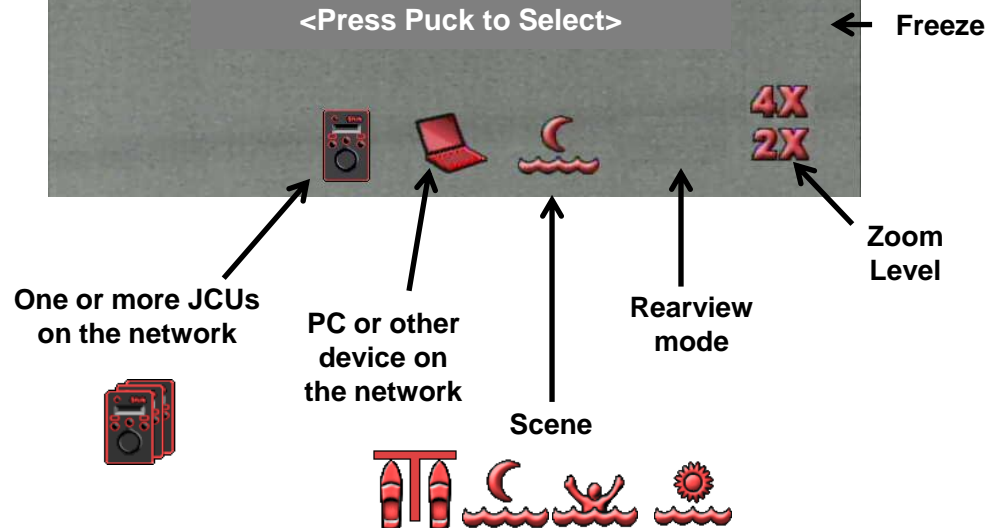 <Press Puck to Select>
Freeze
4X
2X
Zoom
Level
One or more JCUs
on the network
PC or other
device on
the network
Rearview
mode
Scene